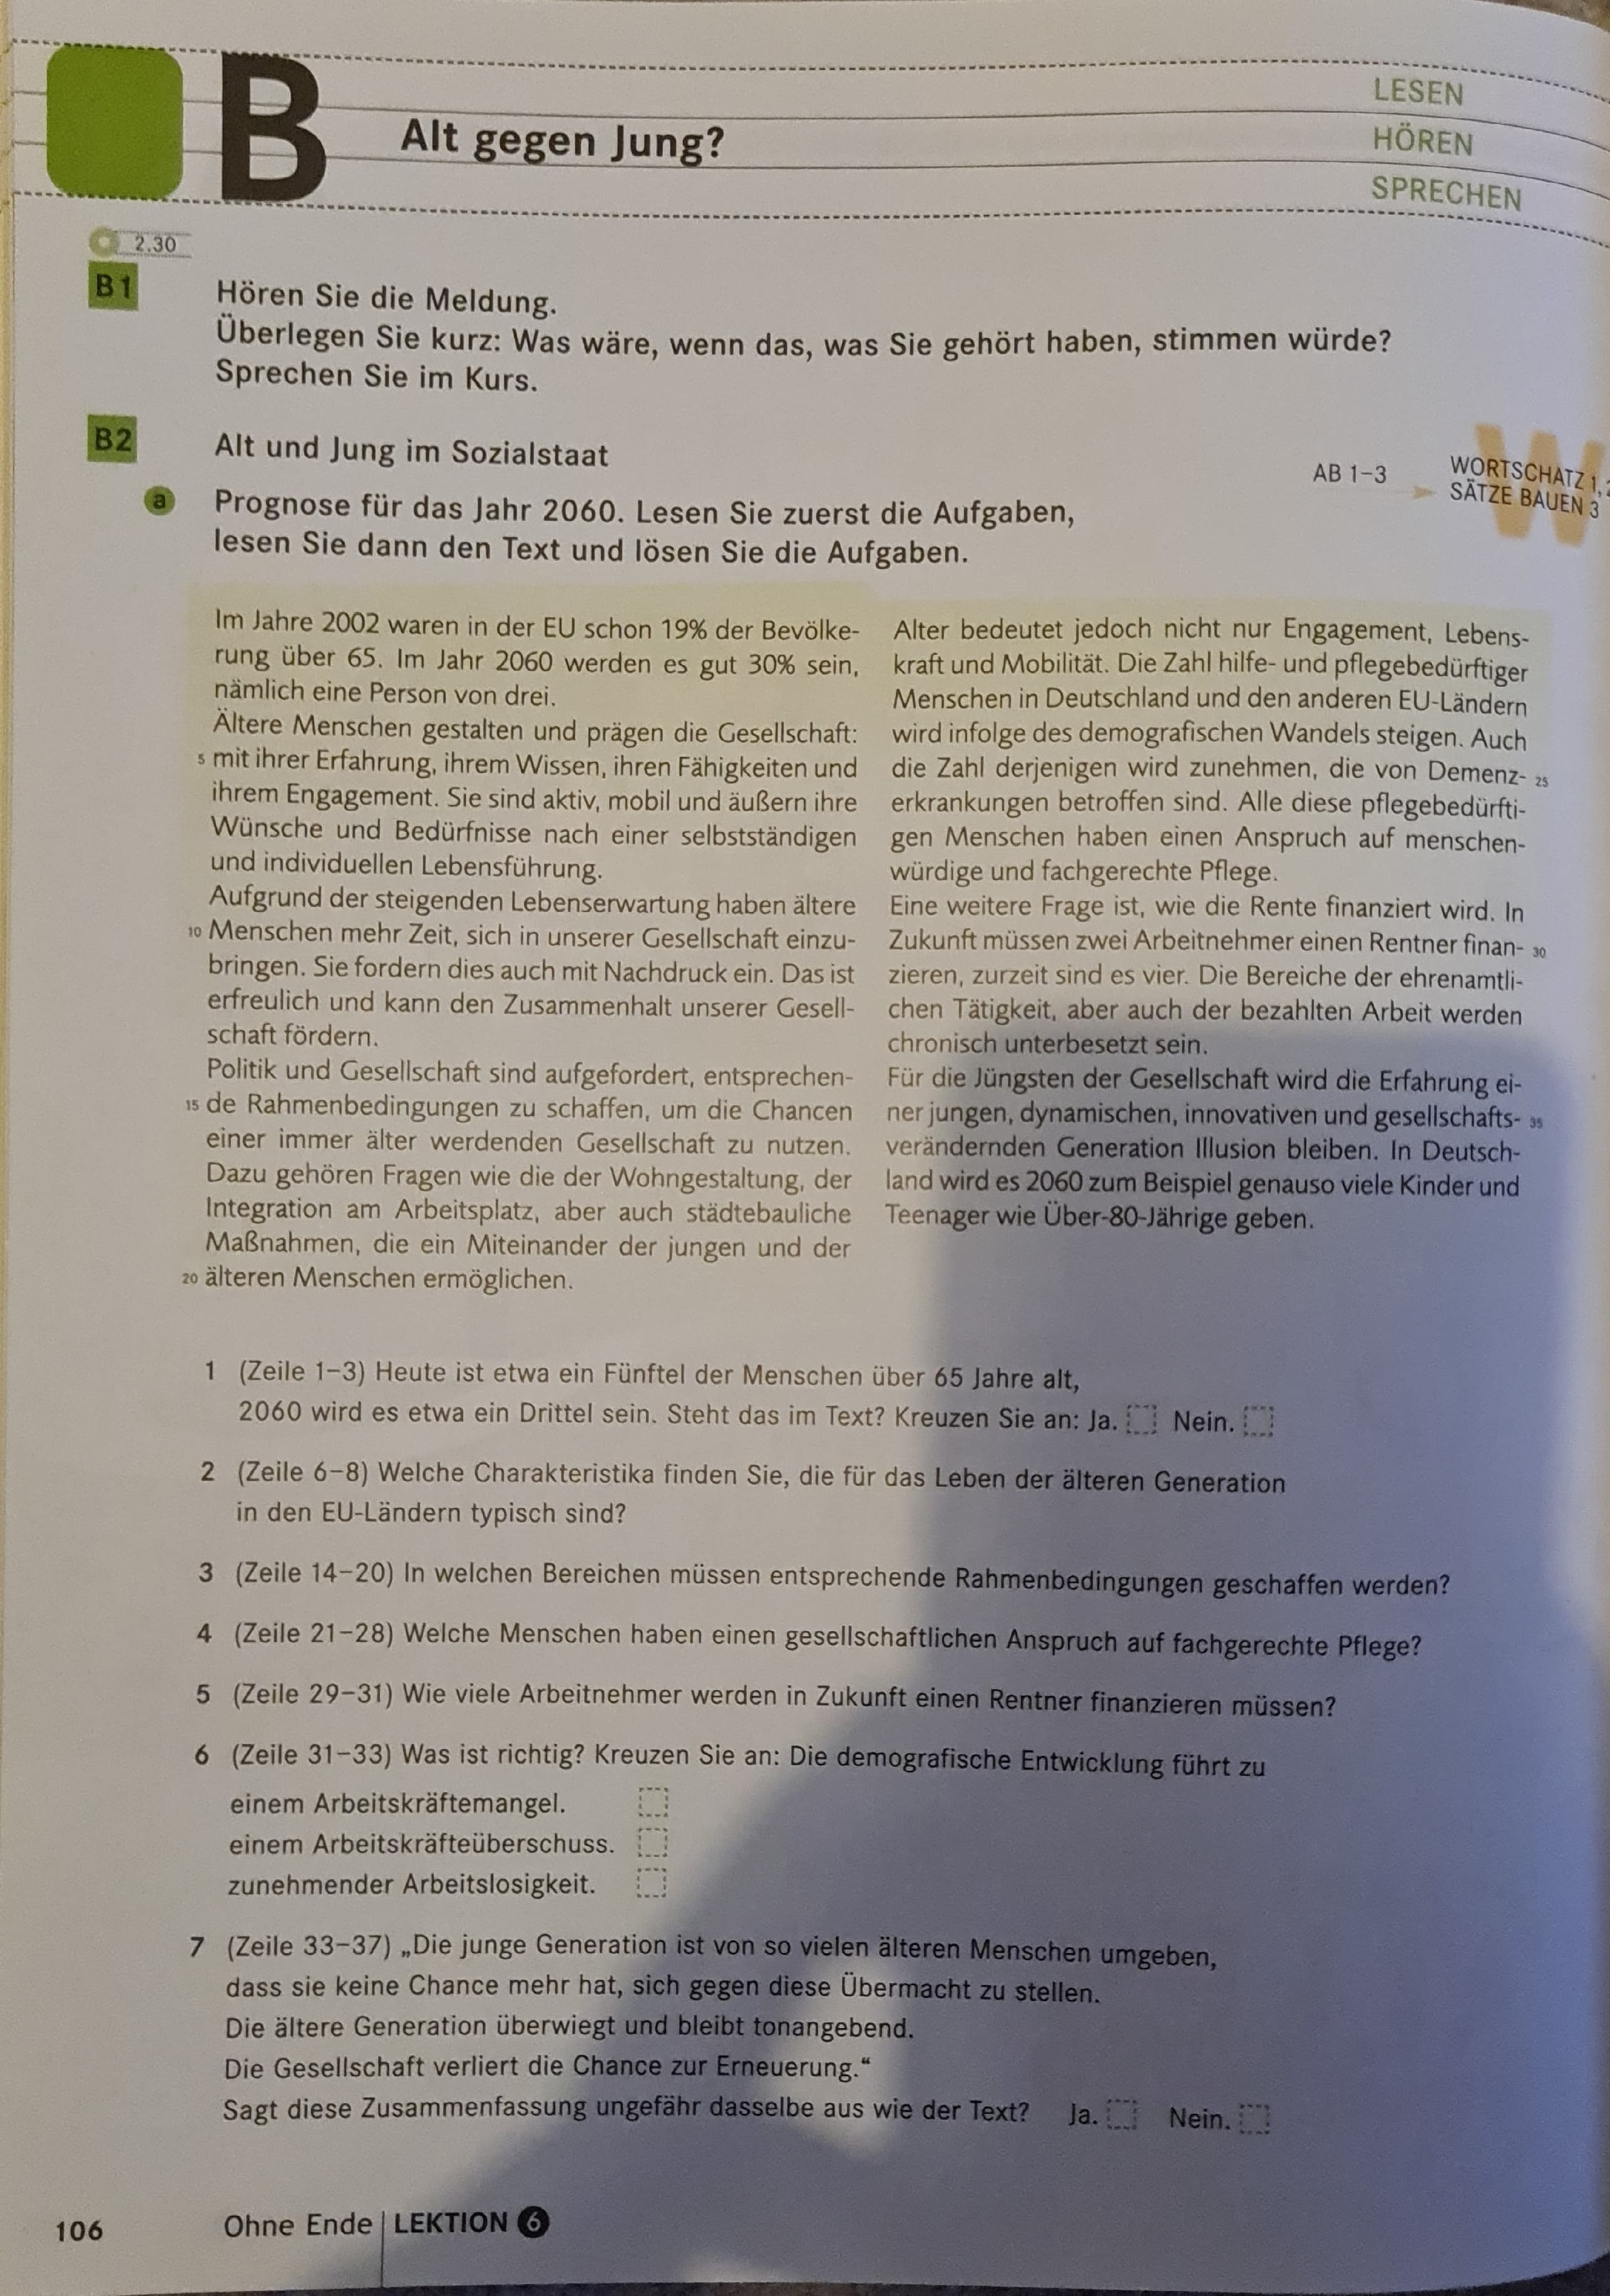 B
Alt gegen Jung?
LESEN
HÖREN
SPRECHEN
2.30
B1
Hören Sie die Meldung.
Überlegen Sie kurz: Was wäre, wenn das, was Sie gehört haben, stimmen würde?
Sprechen Sie im Kurs.
B2
Alt und Jung im Sozialstaat
AB 1–3
WORTSCHATZ 1,
SÄTZE BAUEN 3
a
Prognose für das Jahr 2060. Lesen Sie zuerst die Aufgaben,
lesen Sie dann den Text und lösen Sie die Aufgaben.
Im Jahre 2002 waren in der EU schon 19% der Bevölke-
rung über 65. Im Jahr 2060 werden es gut 30% sein,
nämlich eine Person von drei.
Ältere Menschen gestalten und prägen die Gesellschaft:
5 mit ihrer Erfahrung, ihrem Wissen, ihren Fähigkeiten und
ihrem Engagement. Sie sind aktiv, mobil und äußern ihre
Wünsche und Bedürfnisse nach einer selbstständigen
und individuellen Lebensführung.
Aufgrund der steigenden Lebenserwartung haben ältere
10 Menschen mehr Zeit, sich in unserer Gesellschaft einzu-
bringen. Sie fordern dies auch mit Nachdruck ein. Das ist
erfreulich und kann den Zusammenhalt unserer Gesell-
schaft fördern.
Politik und Gesellschaft sind aufgefordert, entsprechen-
15 de Rahmenbedingungen zu schaffen, um die Chancen
einer immer älter werdenden Gesellschaft zu nutzen.
Dazu gehören Fragen wie die der Wohngestaltung, der
Integration am Arbeitsplatz, aber auch städtebauliche
Maßnahmen, die ein Miteinander der jungen und der
20 älteren Menschen ermöglichen.
Alter bedeutet jedoch nicht nur Engagement, Lebens-
kraft und Mobilität. Die Zahl hilfe- und pflegebedürftiger
Menschen in Deutschland und den anderen EU-Ländern
wird infolge des demografischen Wandels steigen. Auch
die Zahl derjenigen wird zunehmen, die von Demenz- 25
erkrankungen betroffen sind. Alle diese pflegebedürfti-
gen Menschen haben einen Anspruch auf menschen-
würdige und fachgerechte Pflege.
Eine weitere Frage ist, wie die Rente finanziert wird. In
Zukunft müssen zwei Arbeitnehmer einen Rentner finan- 30
zieren, zurzeit sind es vier. Die Bereiche der ehrenamtli-
chen Tätigkeit, aber auch der bezahlten Arbeit werden
chronisch unterbesetzt sein.
Für die Jüngsten der Gesellschaft wird die Erfahrung ei-
ner jungen, dynamischen, innovativen und gesellschafts- 35
verändernden Generation Illusion bleiben. In Deutsch-
land wird es 2060 zum Beispiel genauso viele Kinder und
Teenager wie Über-80-Jährige geben.
1 (Zeile 1–3) Heute ist etwa ein Fünftel der Menschen über 65 Jahre alt,
2060 wird es etwa ein Drittel sein. Steht das im Text? Kreuzen Sie an: Ja. Nein.
2 (Zeile 6–8) Welche Charakteristika finden Sie, die für das Leben der älteren Generation
in den EU-Ländern typisch sind?
3 (Zeile 14–20) In welchen Bereichen müssen entsprechende Rahmenbedingungen geschaffen werden?
4 (Zeile 21–28) Welche Menschen haben einen gesellschaftlichen Anspruch auf fachgerechte Pflege?
5 (Zeile 29–31) Wie viele Arbeitnehmer werden in Zukunft einen Rentner finanzieren müssen?
6 (Zeile 31–33) Was ist richtig? Kreuzen Sie an: Die demografische Entwicklung führt zu
einem Arbeitskräftemangel.
einem Arbeitskräfteüberschuss.
zunehmender Arbeitslosigkeit.
7 (Zeile 33–37) „Die junge Generation ist von so vielen älteren Menschen umgeben,
dass sie keine Chance mehr hat, sich gegen diese Übermacht zu stellen.
Die ältere Generation überwiegt und bleibt tonangebend.
Die Gesellschaft verliert die Chance zur Erneuerung.“
Sagt diese Zusammenfassung ungefähr dasselbe aus wie der Text? Ja. Nein.
106
Ohne Ende LEKTION 6